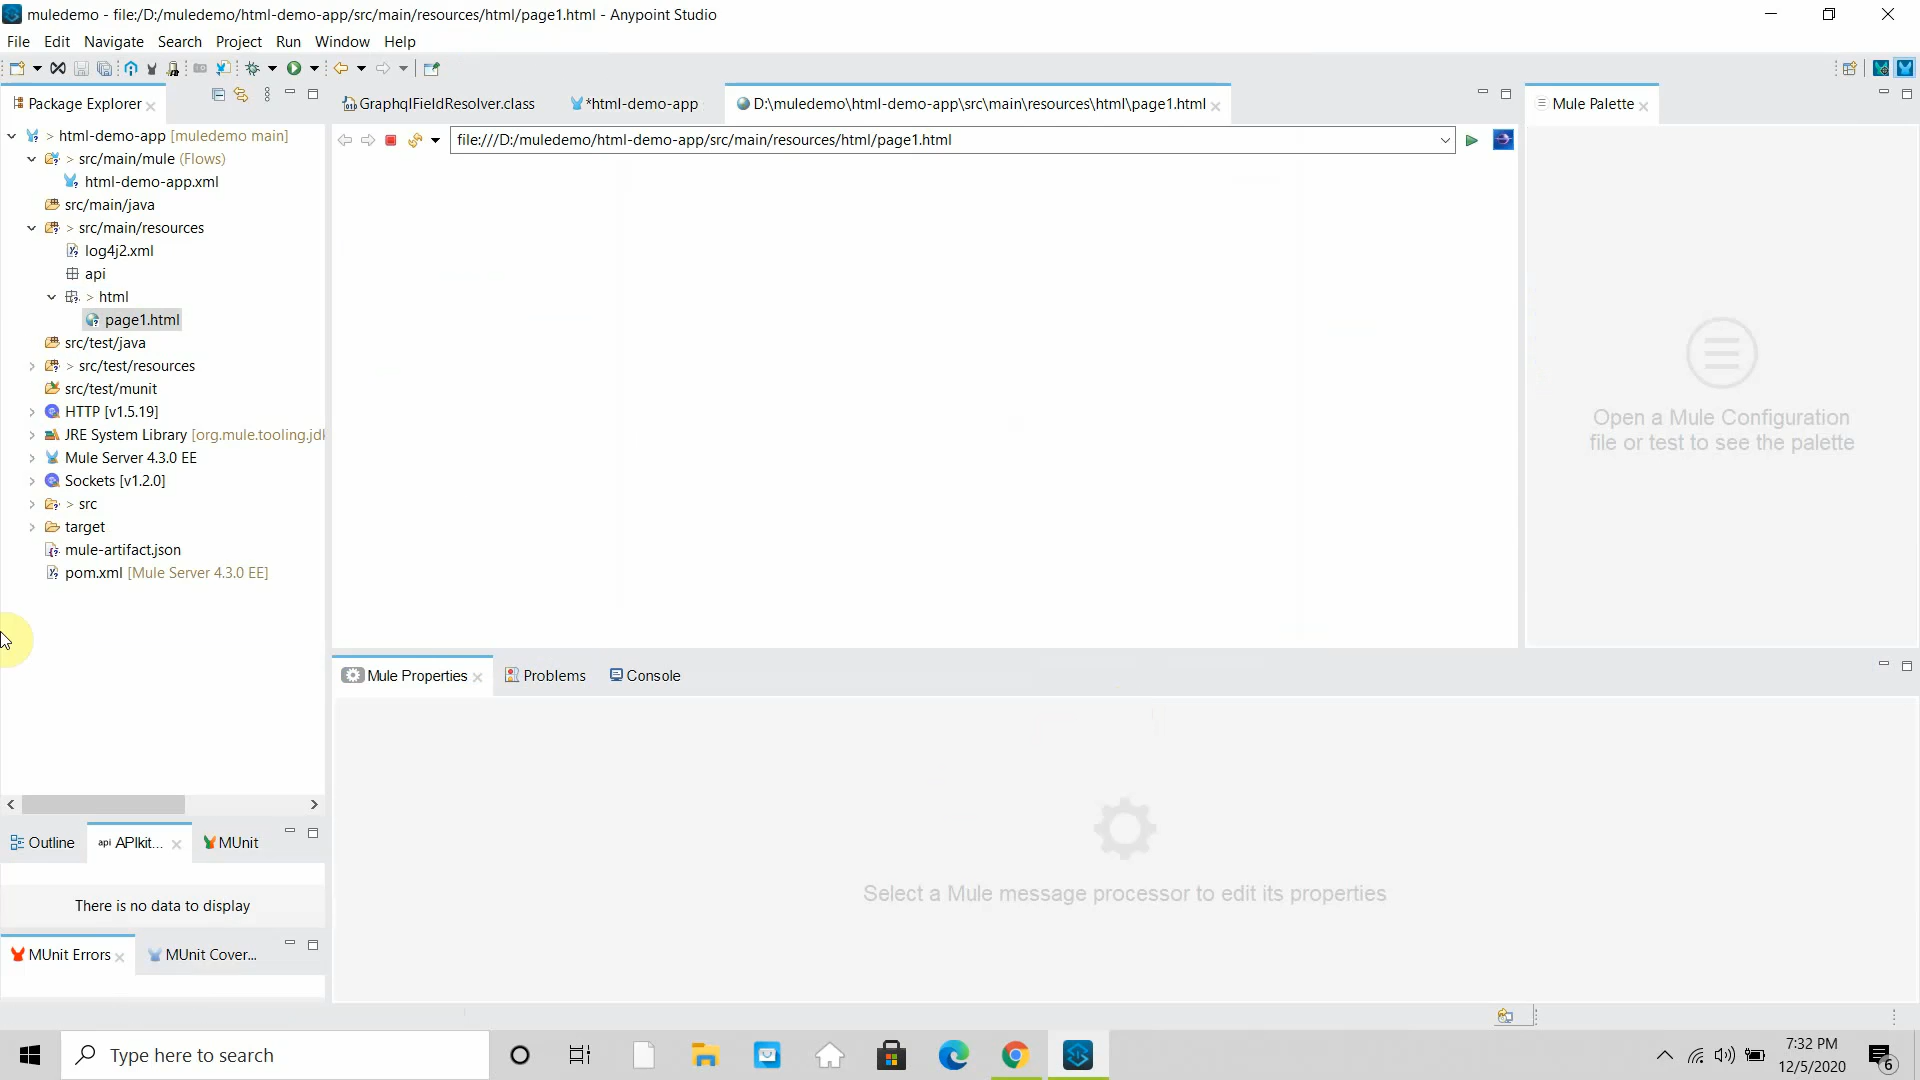 muledemo - file:/D:/muledemo/html-demo-app/src/main/resources/html/page1.html - Anypoint Studio
File Edit Navigate Search Project Run Window Help
Package Explorer
GraphqlFieldResolver.class
*html-demo-app
D:\muledemo\html-demo-app\src\main\resources\html\page1.html
Mule Palette
file:///D:/muledemo/html-demo-app/src/main/resources/html/page1.html
> html-demo-app [muledemo main]
> src/main/mule (Flows)
html-demo-app.xml
src/main/java
> src/main/resources
log4j2.xml
api
> html
page1.html
src/test/java
> src/test/resources
src/test/munit
HTTP [v1.5.19]
JRE System Library [org.mule.tooling.jdk
Mule Server 4.3.0 EE
Sockets [v1.2.0]
> src
target
mule-artifact.json
pom.xml [Mule Server 4.3.0 EE]
Open a Mule Configuration
file or test to see the palette
Mule Properties
Problems
Console
Select a Mule message processor to edit its properties
Outline
api APIkit...
MUnit
There is no data to display
MUnit Errors
MUnit Cover...
Type here to search
7:32 PM
12/5/2020
6